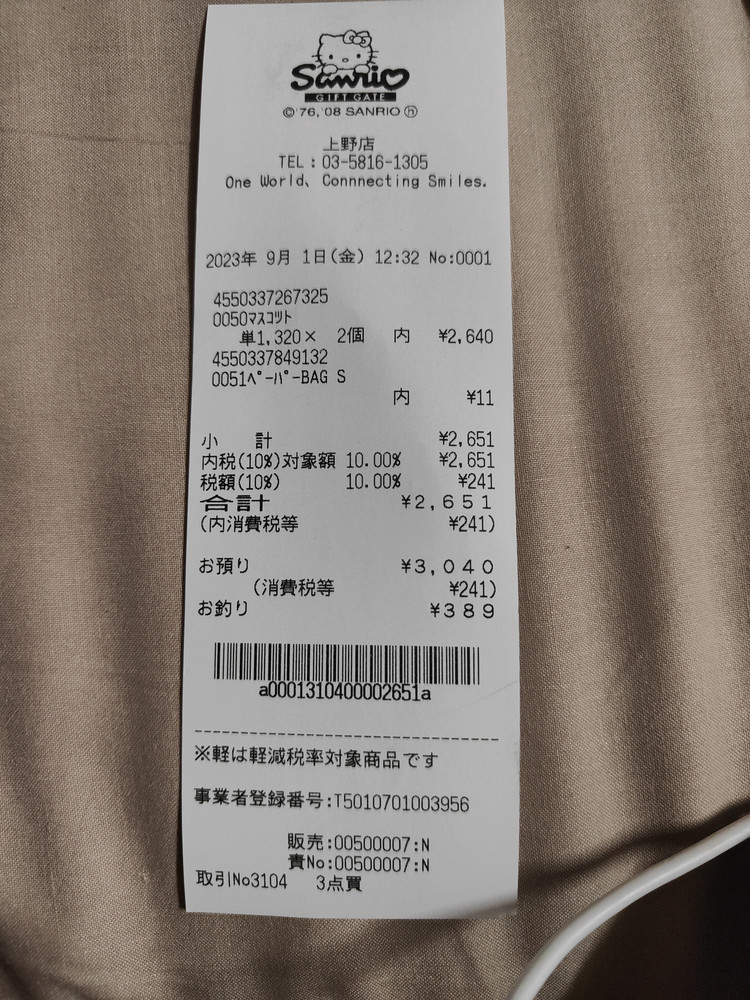 Sanrio
GIFT GATE
©'76,'08 SANRIO ⓗ
上野店
TEL：03-5816-1305
One World、Connnecting Smiles.
2023年 9月 1日(金) 12:32 No:0001
4550337267325
0050ﾏｽｺﾂﾄ
単1,320× 2個 内 ¥2,640
4550337849132
0051ﾍﾟｰﾊﾟｰBAG S
内 ¥11
小 計 ¥2,651
内税(10%)対象額 10.00% ¥2,651
税額(10%) 10.00% ¥241
合計 ¥2,651
(内消費税等 ¥241)
お預り ¥3,040
(消費税等 ¥241)
お釣り ¥389
a0001310400002651a
※軽は軽減税率対象商品です
事業者登録番号:T5010701003956
販売:00500007:N
責No:00500007:N
取引No3104 3点買